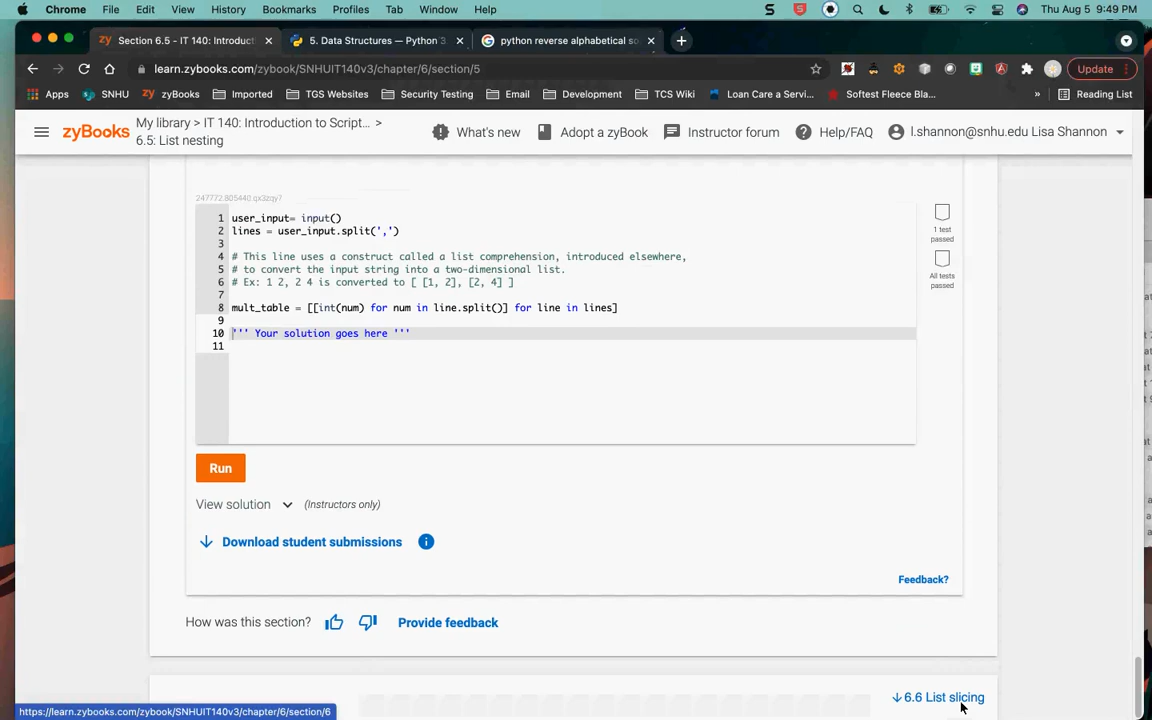 Chrome File Edit View History Bookmarks Profiles Tab Window Help Thu Aug 5 9:49 PM
Section 6.5 - IT 140: Introduct 5. Data Structures — Python 3. python reverse alphabetical so
learn.zybooks.com/zybook/SNHUIT140v3/chapter/6/section/5 Update
Apps SNHU zyBooks Imported TGS Websites Security Testing Email Development TCS Wiki Loan Care a Servic... Softest Fleece Bla... » Reading List
zyBooks My library > IT 140: Introduction to Script... > What's new Adopt a zyBook Instructor forum Help/FAQ l.shannon@snhu.edu Lisa Shannon
6.5: List nesting
247772.805440.qx3zqy7
1 user_input= input()
2 lines = user_input.split(',')
3
4 # This line uses a construct called a list comprehension, introduced elsewhere,
5 # to convert the input string into a two-dimensional list.
6 # Ex: 1 2, 2 4 is converted to [ [1, 2], [2, 4] ]
7
8 mult_table = [[int(num) for num in line.split()] for line in lines]
9
10 ''' Your solution goes here '''
11
1 test
passed
All tests
passed
Run
View solution (Instructors only)
Download student submissions
Feedback?
How was this section? Provide feedback
6.6 List slicing
https://learn.zybooks.com/zybook/SNHUIT140v3/chapter/6/section/6